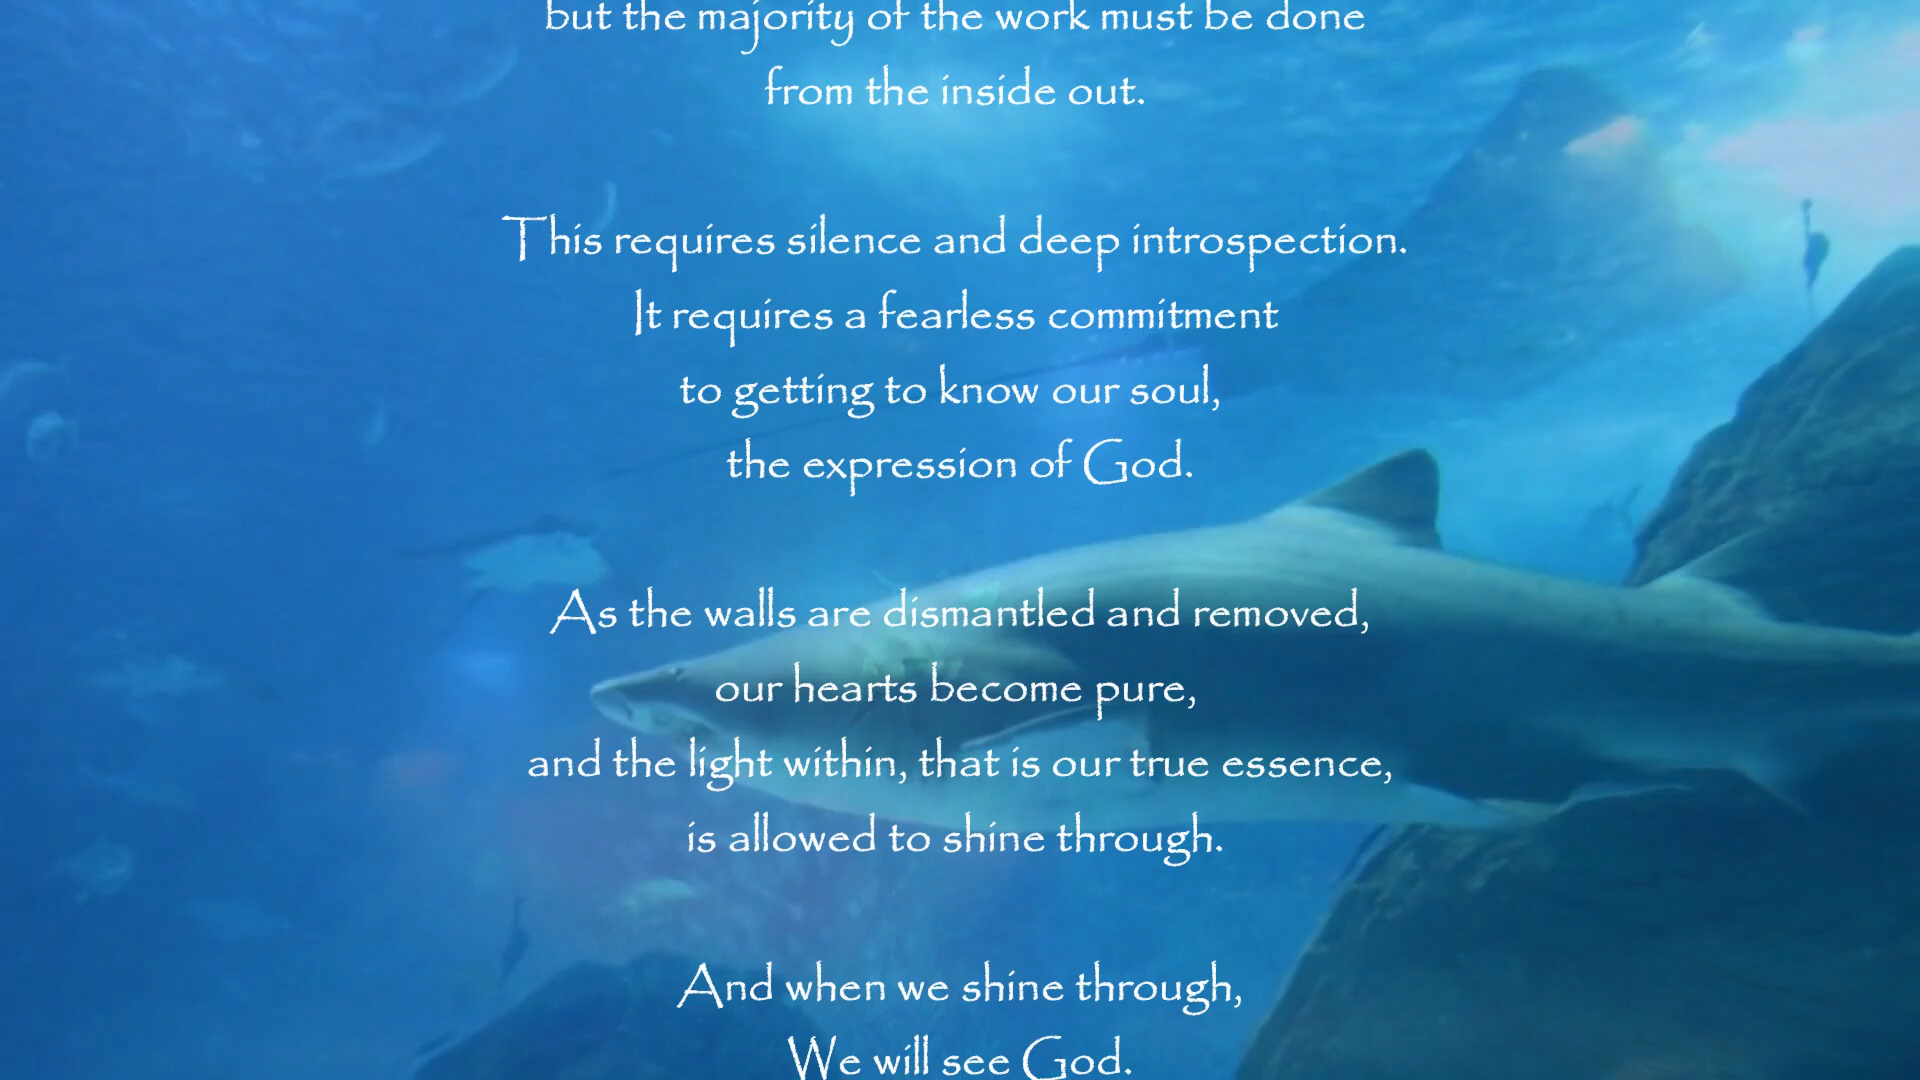 but the majority of the work must be done
from the inside out.
This requires silence and deep introspection.
It requires a fearless commitment
to getting to know our soul,
the expression of God.
As the walls are dismantled and removed,
our hearts become pure,
and the light within, that is our true essence,
is allowed to shine through.
And when we shine through,
We will see God.